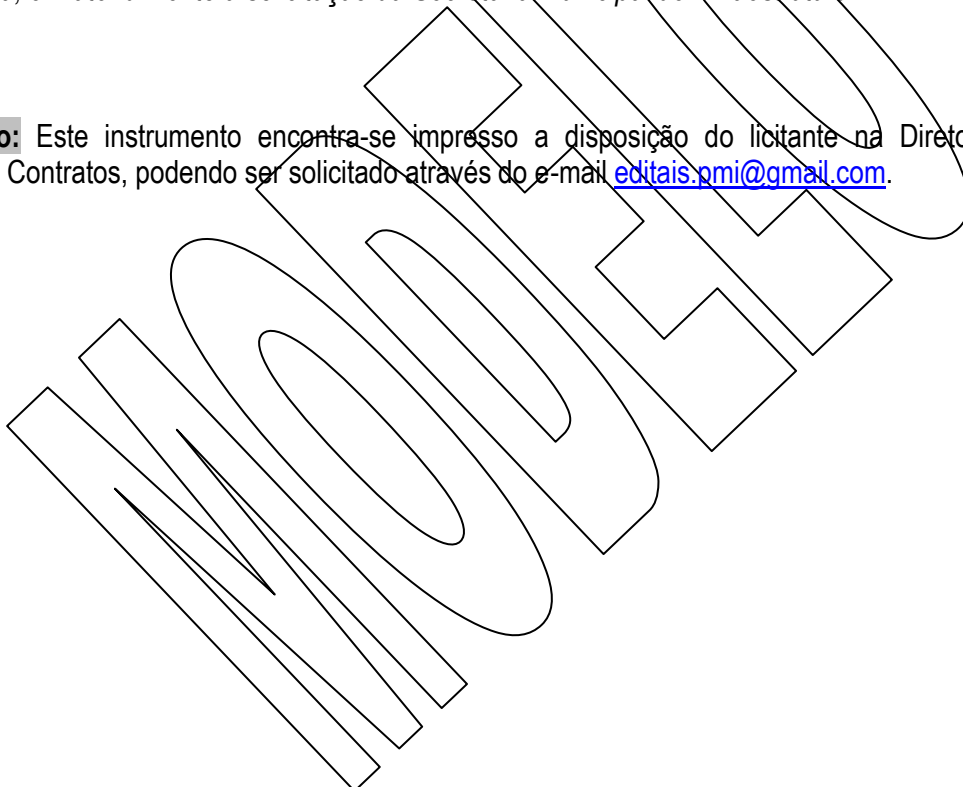 o: Este instrumento encontra-se impresso a disposição do licitante na Direto
Contratos, podendo ser solicitado através do e-mail editais.pmi@gmail.com.
MODELO